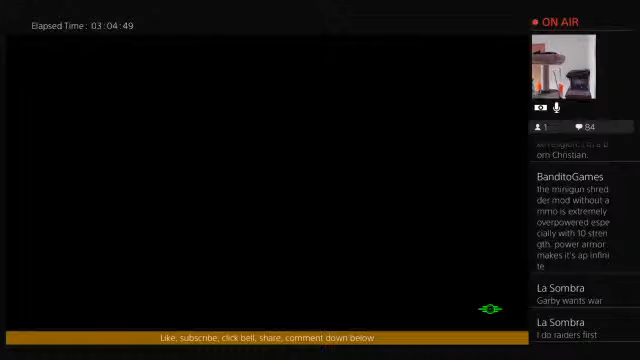 Elapsed Time : 03:04:49
ON AIR
1
84
orn Christian.
BanditoGames
the minigun shred
der mod without a
mmo is extremely
overpowered espe
cially with 10 stren
gth. power armor
makes it's ap infini
te
La Sombra
Garby wants war
La Sombra
I do raiders first
Like, subscribe, click bell, share, comment down below